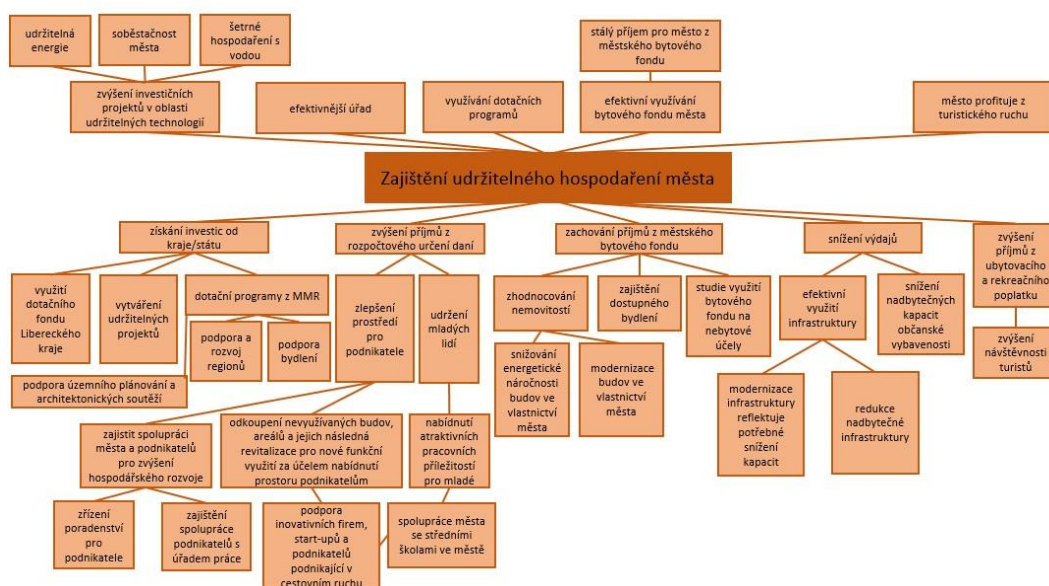 udržitelná
energie
soběstačnost
města
šetrné
hospodaření s
vodou
stálý příjem pro město z
městského bytového
fondu
zvýšení investičních
projektů v oblasti
udržitelných technologií
efektivnější úřad
využívání dotačních
programů
efektivní využívání
bytového fondu města
město profituje z
turistického ruchu
Zajištění udržitelného hospodaření města
získání investic od
kraje/státu
zvýšení příjmů z
rozpočtového určení daní
zachování příjmů z městského
bytového fondu
snížení výdajů
zvýšení
příjmů z
ubytovacího
a rekreačního
poplatku
využití
dotačního
fondu
Libereckého
kraje
vytváření
udržitelných
projektů
dotační programy z MMR
zlepšení
prostředí
pro
podnikatele
udržení
mladých
lidí
zhodnocování
nemovitostí
zajištění
dostupného
bydlení
studie využití
bytového
fondu na
nebytové
účely
efektivní
využití
infrastruktury
snížení
nadbytečných
kapacit
občanské
vybavenosti
podpora a
rozvoj
regionů
podpora
bydlení
zvýšení
návštěvnosti
turistů
podpora územního plánování a
architektonických soutěží
snižování
energetické
náročnosti
budov ve
vlastnictví
města
modernizace
budov ve
vlastnictví
města
modernizace
infrastruktury
reflektuje
potřebné
snížení
kapacit
redukce
nadbytečné
infrastruktury
zajistit spolupráci
města a podnikatelů
pro zvýšení
hospodářského rozvoje
odkoupení nevyužívaných budov,
areálů a jejich následná
revitalizace pro nové funkční
využití za účelem nabídnutí
prostoru podnikatelům
nabídnutí
atraktivních
pracovních
příležitostí
pro mladé
zřízení
poradenství
pro
podnikatele
zajištění
spolupráce
podnikatelů s
úřadem práce
podpora
inovativních firem,
start-upů a
podnikatelů
podnikající v
cestovním ruchu
spolupráce města
se středními
školami ve městě